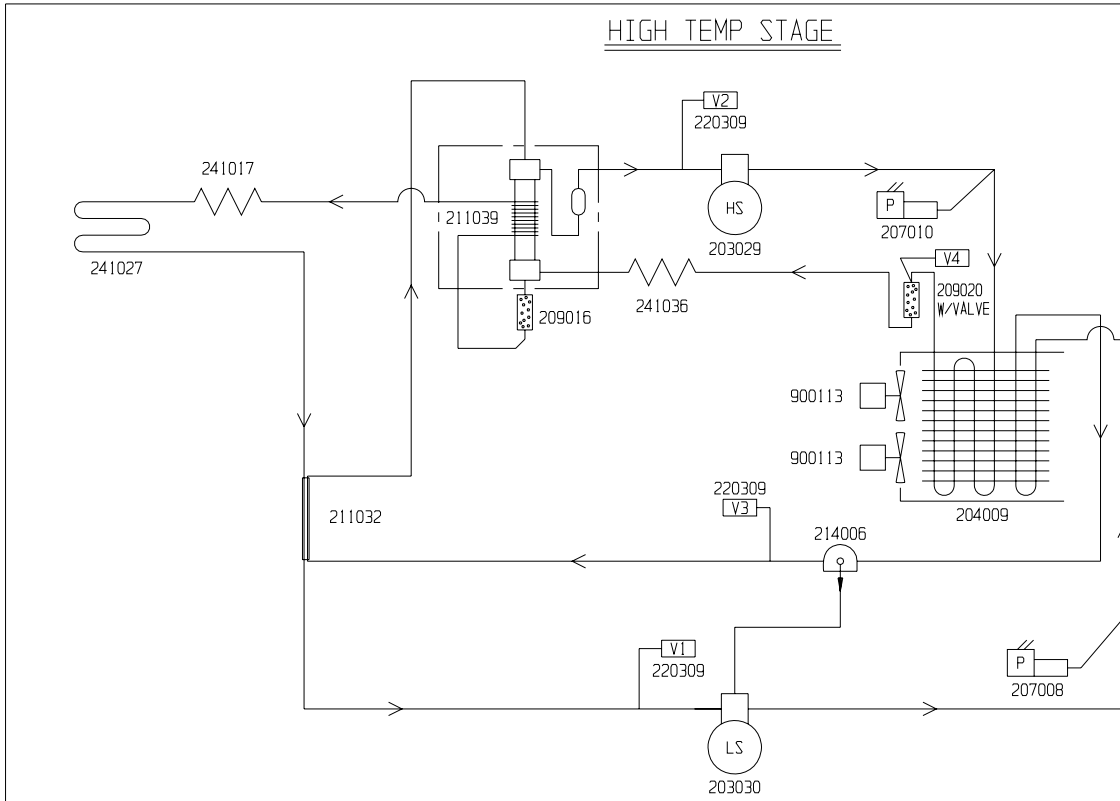 HIGH TEMP STAGE
V2
220309
241017
211039
HS
203029
P
207010
V4
209020
W/VALVE
241027
241036
209016
900113
900113
220309
V3
204009
211032
214006
V1
220309
P
207008
LS
203030